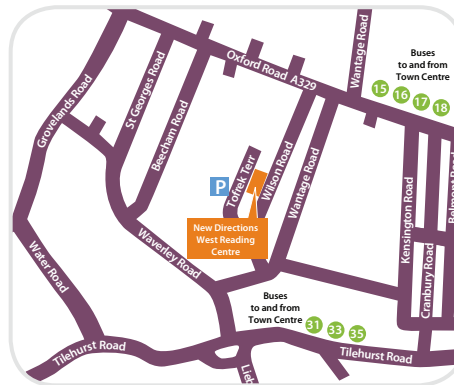 Grovelands Road
St Georges Road
Beecham Road
Oxford Road A329
Wantage Road
Buses
to and from
Town Centre
15
16
17
18
P
Tofrek Terr
Wilson Road
Wantage Road
Kensington Road
Cranbury Road
Belmont Road
New Directions
West Reading
Centre
Waverley Road
Water Road
Buses
to and from
Town Centre
31
33
35
Tilehurst Road
Tilehurst Road